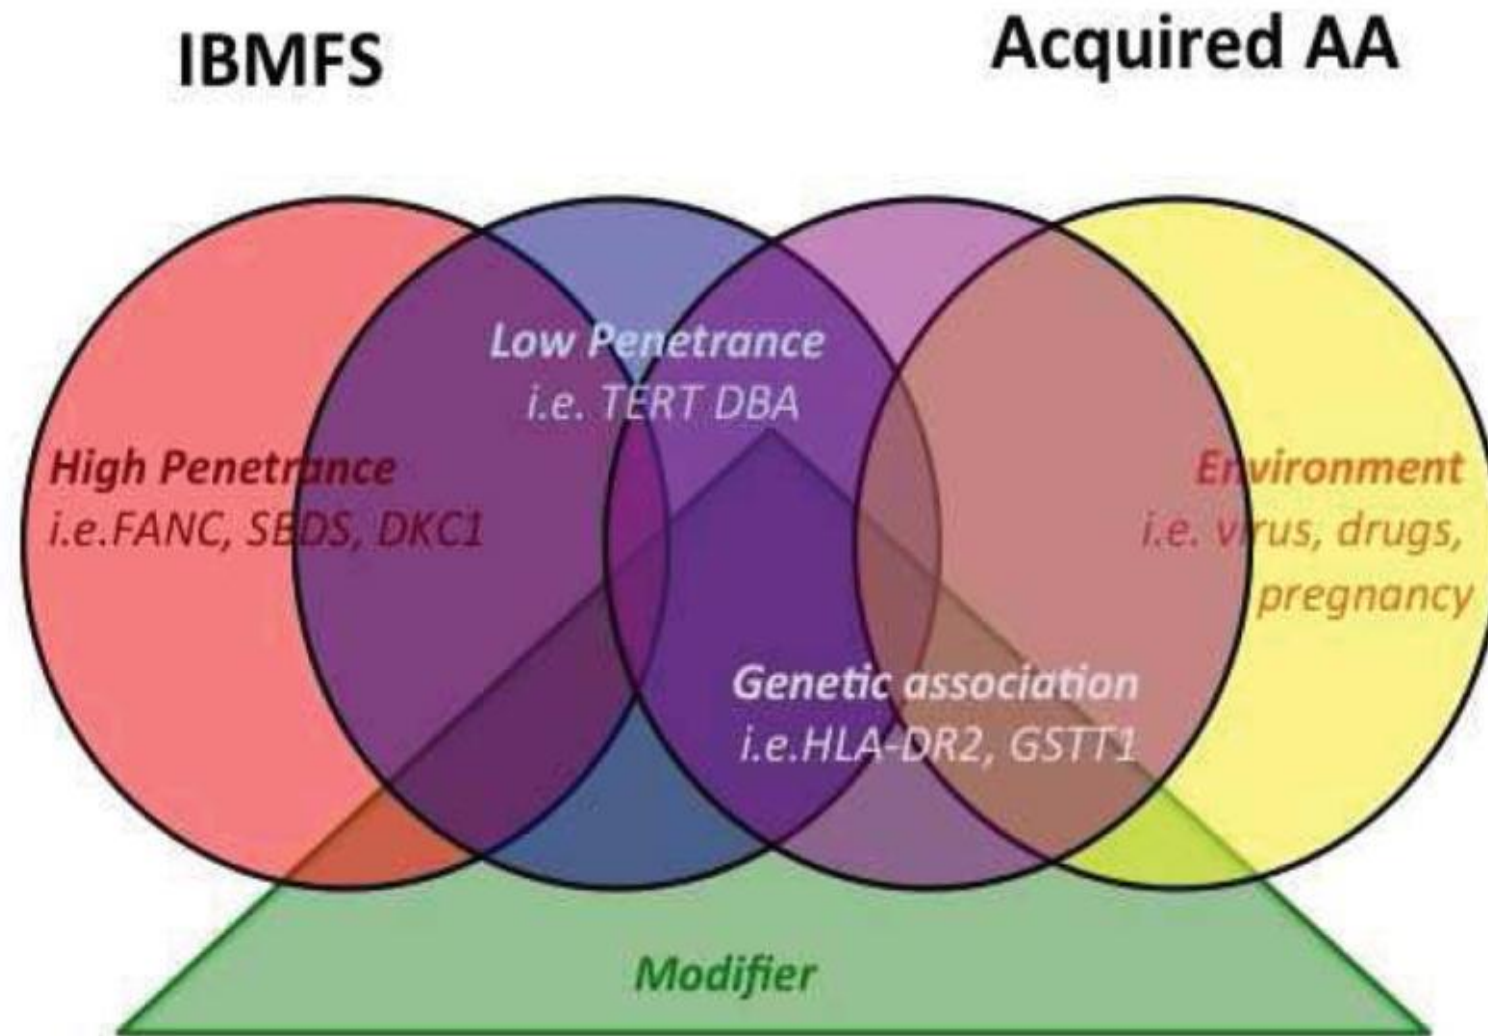 IBMFS
Acquired AA
Low Penetrance
i.e. TERT DBA
High Penetrance
i.e.FANC, SBDS, DKC1
Environment
i.e. virus, drugs,
pregnancy
Genetic association
i.e.HLA-DR2, GSTT1
Modifier